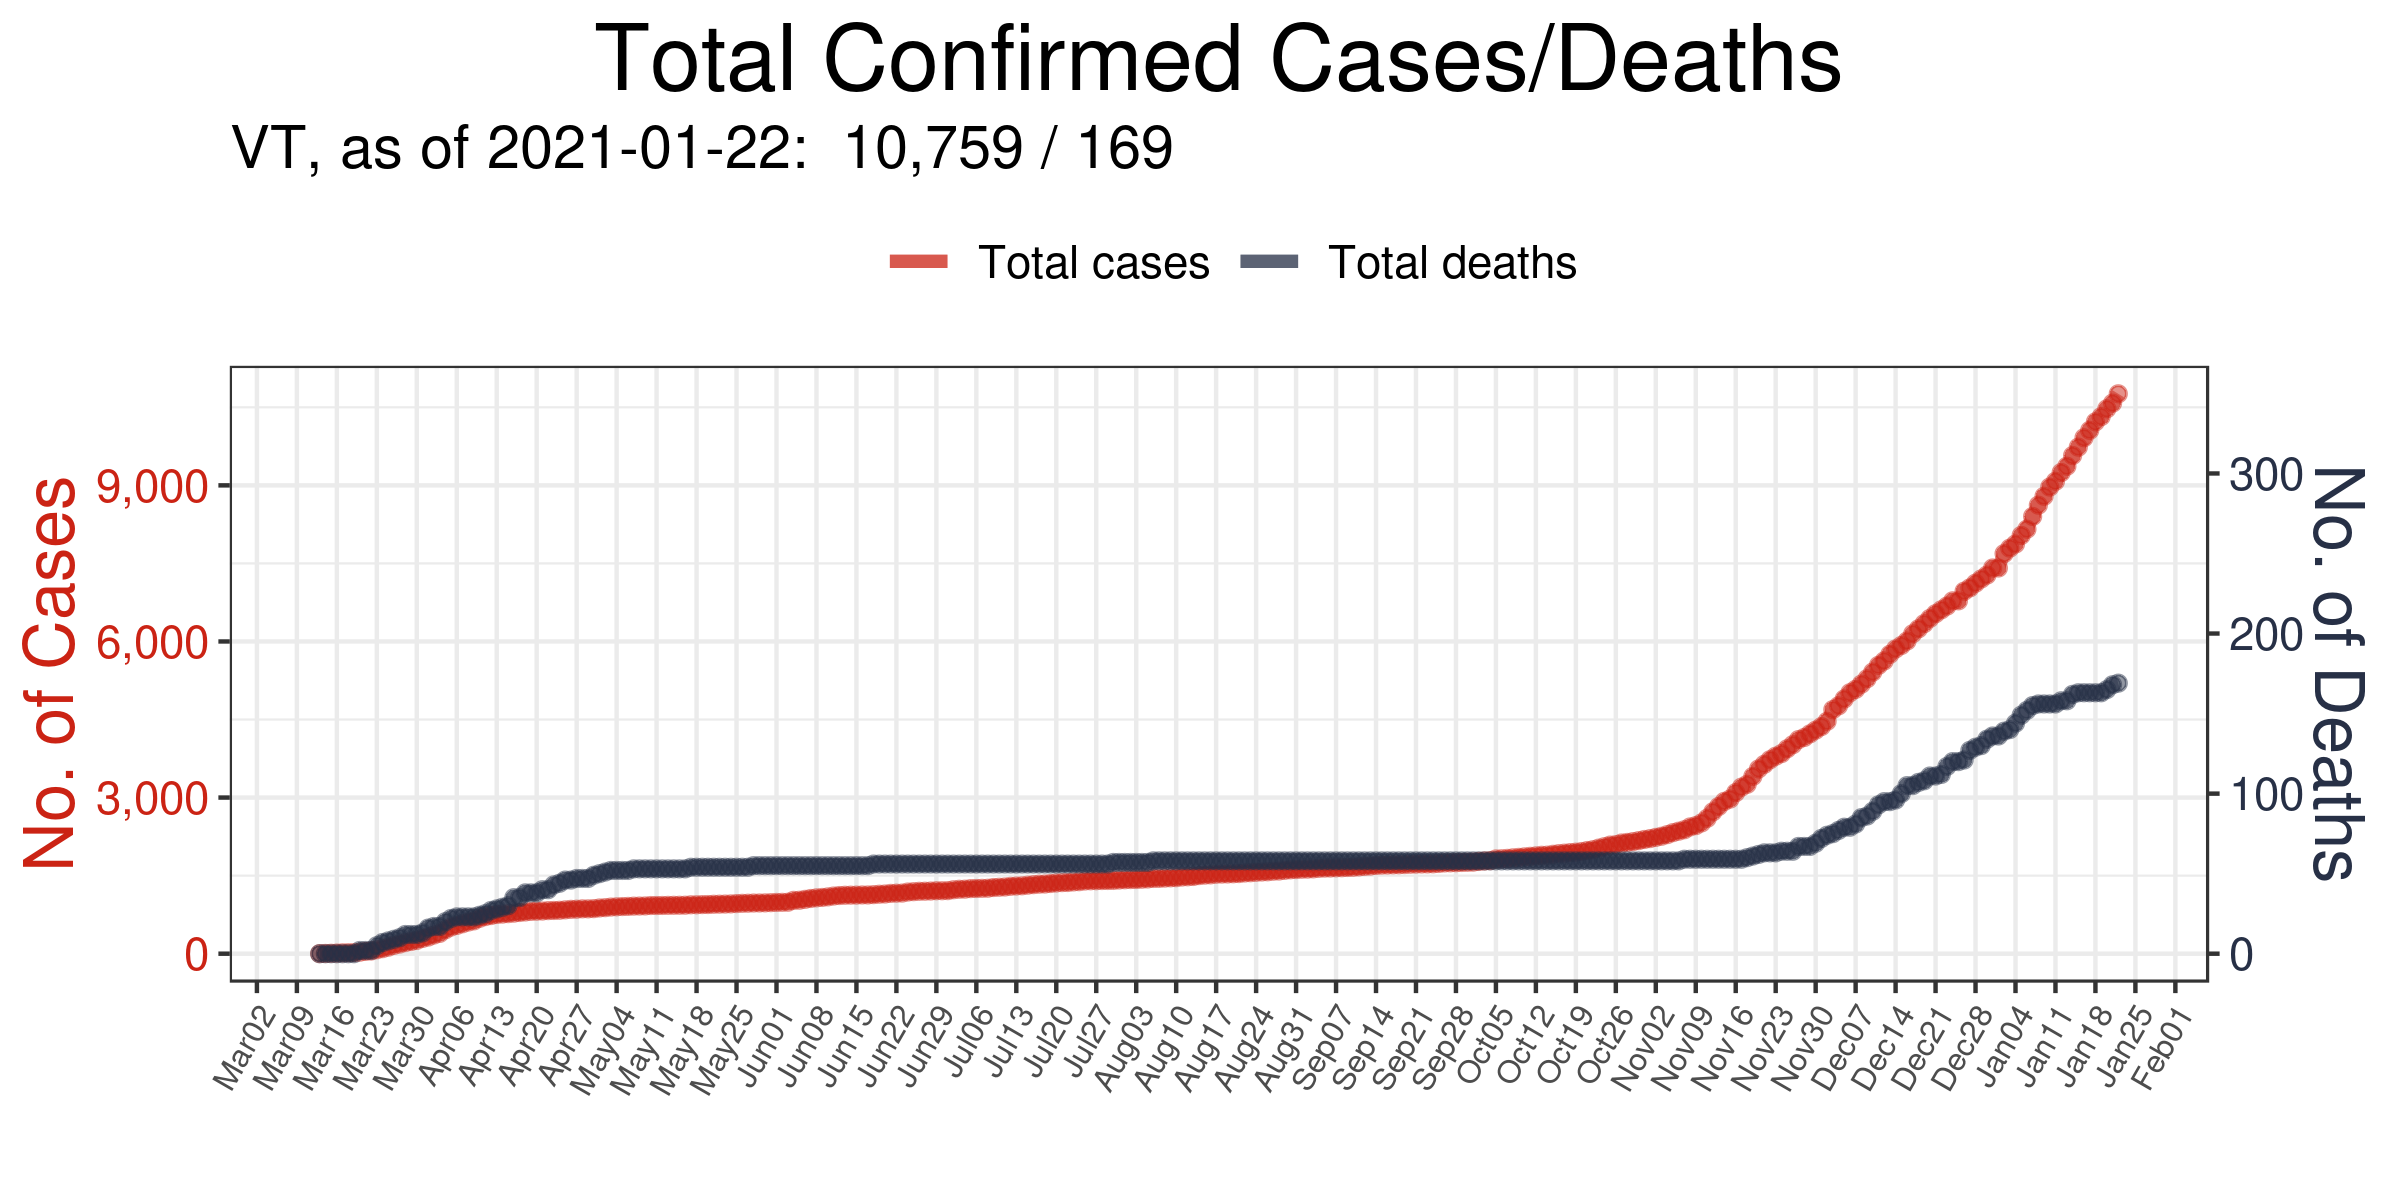 Total Confirmed Cases/Deaths
VT, as of 2021-01-22:  10,759 / 169
Total cases
Total deaths
No. of Cases
9,000
6,000
3,000
0
300
200
100
0
No. of Deaths
Mar02
Mar09
Mar16
Mar23
Mar30
Apr06
Apr13
Apr20
Apr27
May04
May11
May18
May25
Jun01
Jun08
Jun15
Jun22
Jun29
Jul06
Jul13
Jul20
Jul27
Aug03
Aug10
Aug17
Aug24
Aug31
Sep07
Sep14
Sep21
Sep28
Oct05
Oct12
Oct19
Oct26
Nov02
Nov09
Nov16
Nov23
Nov30
Dec07
Dec14
Dec21
Dec28
Jan04
Jan11
Jan18
Jan25
Feb01